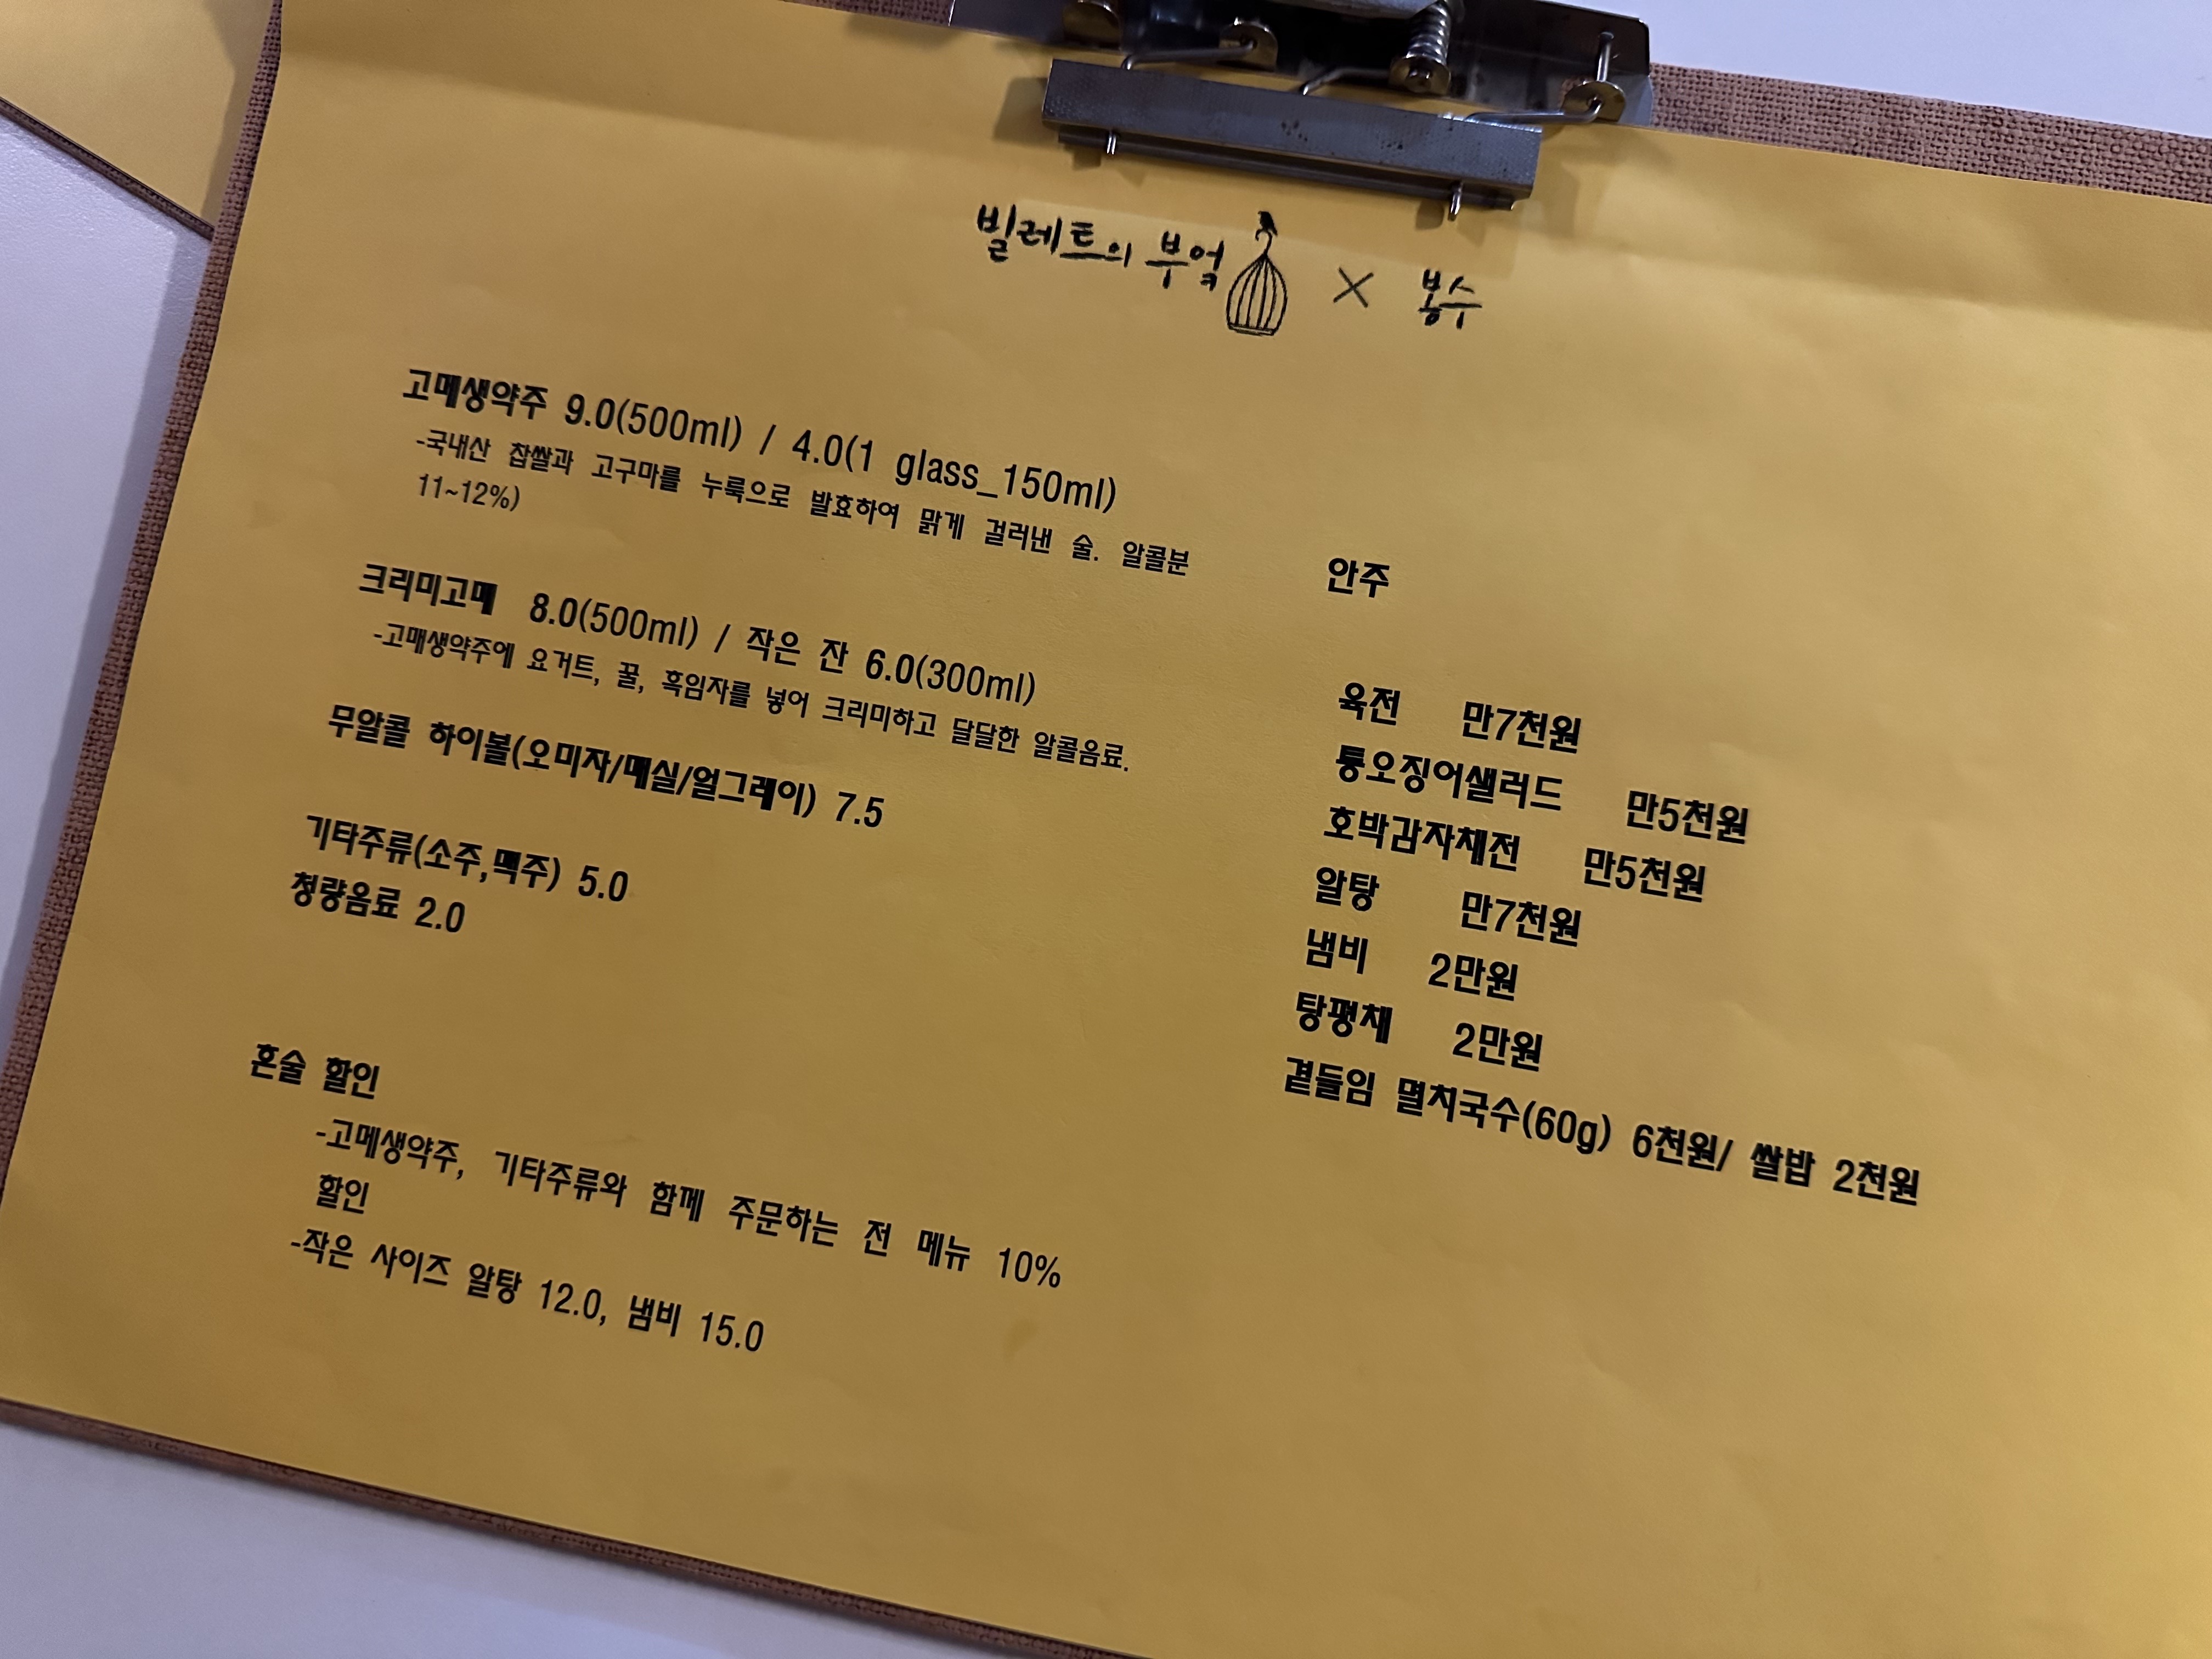 빌레트의 부엌 × 봉수
고메생약주 9.0(500ml) / 4.0(1 glass_150ml)
-국내산 찹쌀과 고구마를 누룩으로 발효하여 맑게 걸러낸 술. 알콜분
11~12%)
크리미고매 8.0(500ml) / 작은 잔 6.0(300ml)
-고매생약주에 요거트, 꿀, 흑임자를 넣어 크리미하고 달달한 알콜음료.
무알콜 하이볼(오미자/매실/얼그레이) 7.5
기타주류(소주,맥주) 5.0
청량음료 2.0
혼술 할인
-고메생약주, 기타주류와 함께 주문하는 전 메뉴 10%
할인
-작은 사이즈 알탕 12.0, 냄비 15.0
안주
육전 만7천원
통오징어샐러드 만5천원
호박감자채전 만5천원
알탕 만7천원
냄비 2만원
탕평채 2만원
곁들임 멸치국수(60g) 6천원/ 쌀밥 2천원